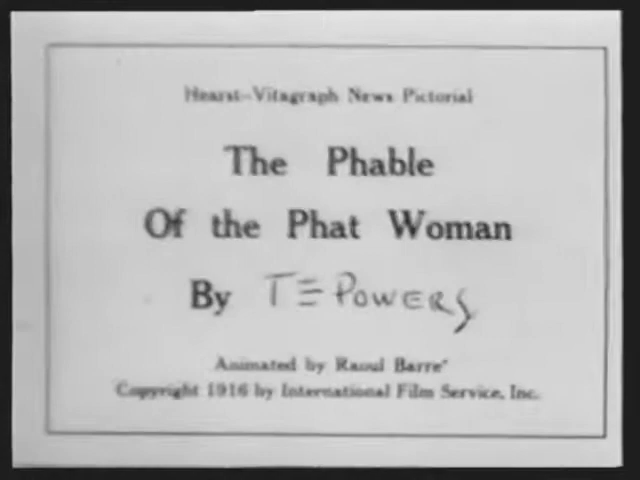 Hearst-Vitagraph News Pictorial
The Phable
Of the Phat Woman
By T E Powers
Animated by Raoul Barre'
Copyright 1916 by International Film Service, Inc.